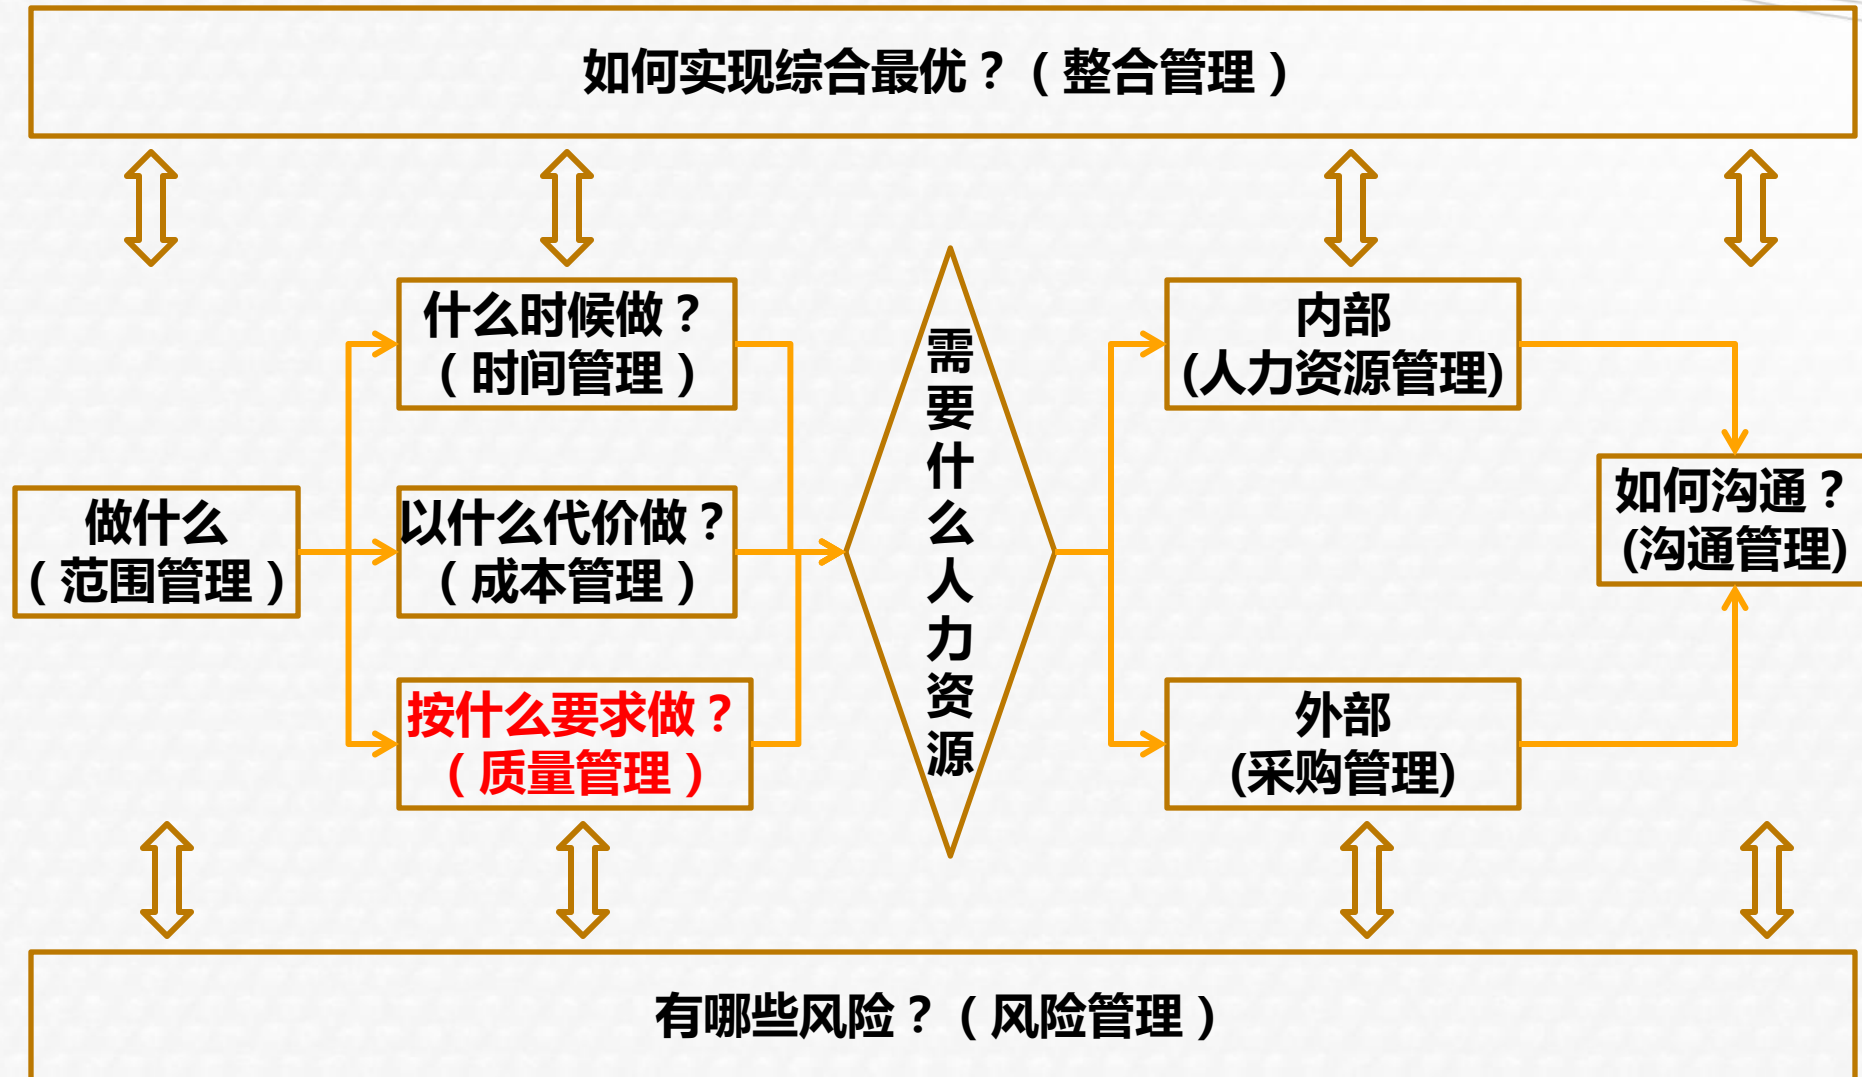 如何实现综合最优？（整合管理）
什么时候做？
（时间管理）
内部
(人力资源管理)
做什么
（范围管理）
以什么代价做？
（成本管理）
需要什么人力资源
如何沟通？
(沟通管理)
按什么要求做？
（质量管理）
外部
(采购管理)
有哪些风险？（风险管理）